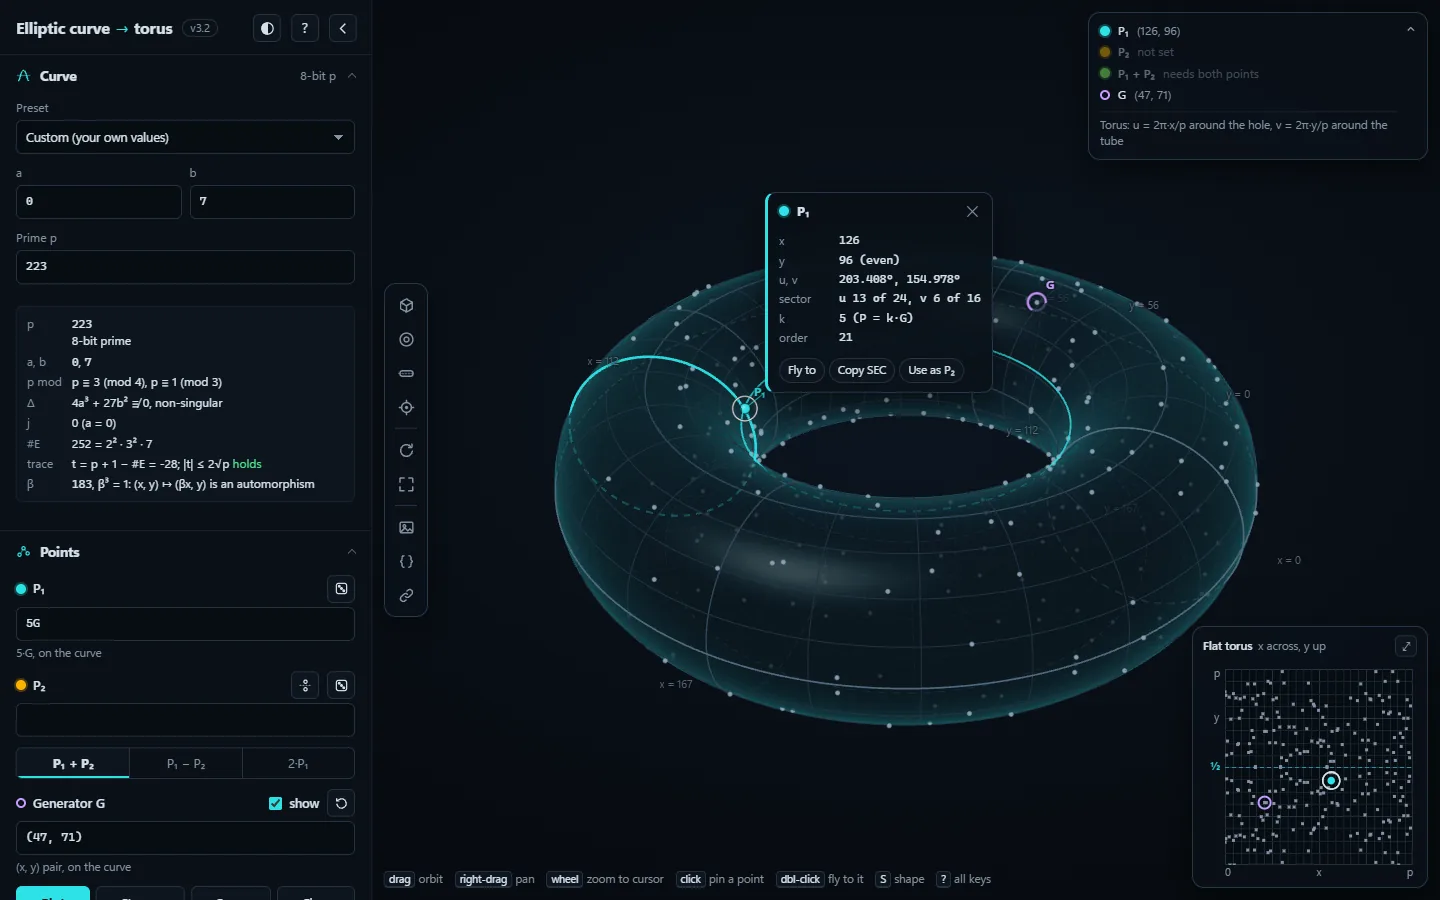 Elliptic curve → torus v3.2
?
Curve 8-bit p
Preset
Custom (your own values)
a b
0 7
Prime p
223
p 223
8-bit prime
a, b 0, 7
p mod p ≡ 3 (mod 4), p ≡ 1 (mod 3)
Δ 4a³ + 27b² ≢ 0, non-singular
j 0 (a = 0)
#E 252 = 2² · 3² · 7
trace t = p + 1 − #E = -28; |t| ≤ 2√p holds
β 183, β³ = 1: (x, y) ↦ (βx, y) is an automorphism
Points
P₁
5G
5·G, on the curve
P₂
P₁ + P₂ P₁ − P₂ 2·P₁
Generator G show
(47, 71)
(x, y) pair, on the curve
P₁ (126, 96)
P₂ not set
P₁ + P₂ needs both points
G (47, 71)
Torus: u = 2π·x/p around the hole, v = 2π·y/p around the
tube
P₁
x 126
y 96 (even)
u, v 203.408°, 154.978°
sector u 13 of 24, v 6 of 16
k 5 (P = k·G)
order 21
Fly to Copy SEC Use as P₂
G
y = 56
x = 112
P₁
y = 0
y = 112
y = 167
x = 0
x = 167
Flat torus x across, y up
p
y
½
0 x p
drag orbit right-drag pan wheel zoom to cursor click pin a point dbl-click fly to it S shape ? all keys